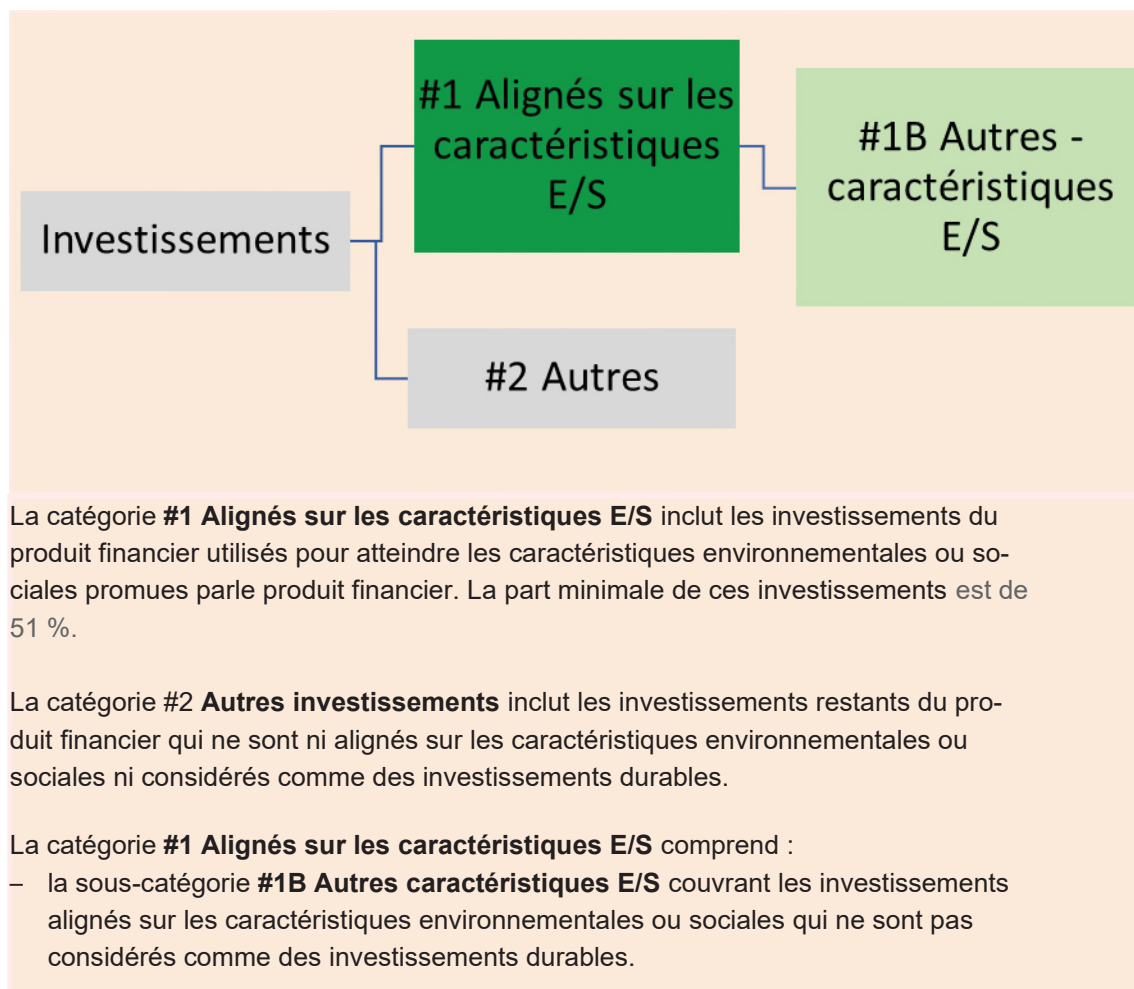 #1 Alignés sur les
caractéristiques
E/S
#1B Autres -
caractéristiques
E/S
Investissements
#2 Autres
La catégorie #1 Alignés sur les caractéristiques E/S inclut les investissements du
produit financier utilisés pour atteindre les caractéristiques environnementales ou so-
ciales promues parle produit financier. La part minimale de ces investissements est de
51 %.
La catégorie #2 Autres investissements inclut les investissements restants du pro-
duit financier qui ne sont ni alignés sur les caractéristiques environnementales ou
sociales ni considérés comme des investissements durables.
La catégorie #1 Alignés sur les caractéristiques E/S comprend :
– la sous-catégorie #1B Autres caractéristiques E/S couvrant les investissements
alignés sur les caractéristiques environnementales ou sociales qui ne sont pas
considérés comme des investissements durables.